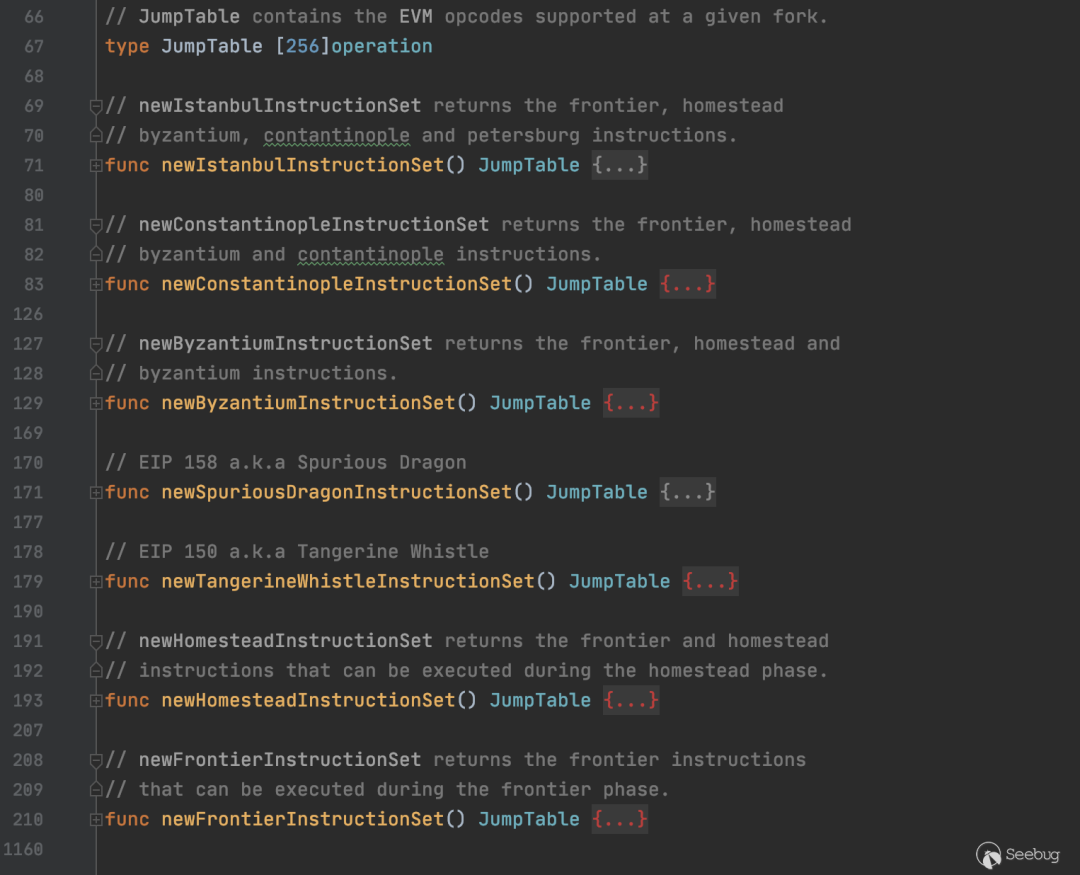 66 // JumpTable contains the EVM opcodes supported at a given fork.
67 type JumpTable [256]operation
68
69 // newIstanbulInstructionSet returns the frontier, homestead
70 // byzantium, contantinople and petersburg instructions.
71 func newIstanbulInstructionSet() JumpTable {...}
80
81 // newConstantinopleInstructionSet returns the frontier, homestead
82 // byzantium and contantinople instructions.
83 func newConstantinopleInstructionSet() JumpTable {...}
126
127 // newByzantiumInstructionSet returns the frontier, homestead and
128 // byzantium instructions.
129 func newByzantiumInstructionSet() JumpTable {...}
169
170 // EIP 158 a.k.a Spurious Dragon
171 func newSpuriousDragonInstructionSet() JumpTable {...}
177
178 // EIP 150 a.k.a Tangerine Whistle
179 func newTangerineWhistleInstructionSet() JumpTable {...}
190
191 // newHomesteadInstructionSet returns the frontier and homestead
192 // instructions that can be executed during the homestead phase.
193 func newHomesteadInstructionSet() JumpTable {...}
207
208 // newFrontierInstructionSet returns the frontier instructions
209 // that can be executed during the frontier phase.
210 func newFrontierInstructionSet() JumpTable {...}
1160
Seebug